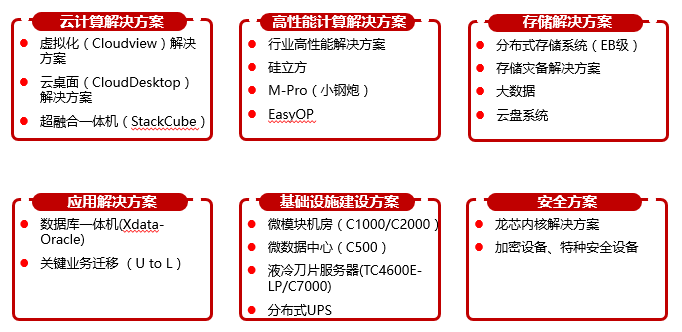 云计算解决方案
虚拟化（Cloudview）解决
方案
云桌面（CloudDesktop）
解决方案
超融合一体机（StackCube）
高性能计算解决方案
行业高性能解决方案
硅立方
M-Pro（小钢炮）
EasyOP
存储解决方案
分布式存储系统（EB级）
存储灾备解决方案
大数据
云盘系统
应用解决方案
数据库一体机(Xdata-
Oracle)
关键业务迁移 （U to L）
基础设施建设方案
微模块机房（C1000/C2000）
微数据中心（C500）
液冷刀片服务器(TC4600E-
LP/C7000)
分布式UPS
安全方案
龙芯内核解决方案
加密设备、特种安全设备